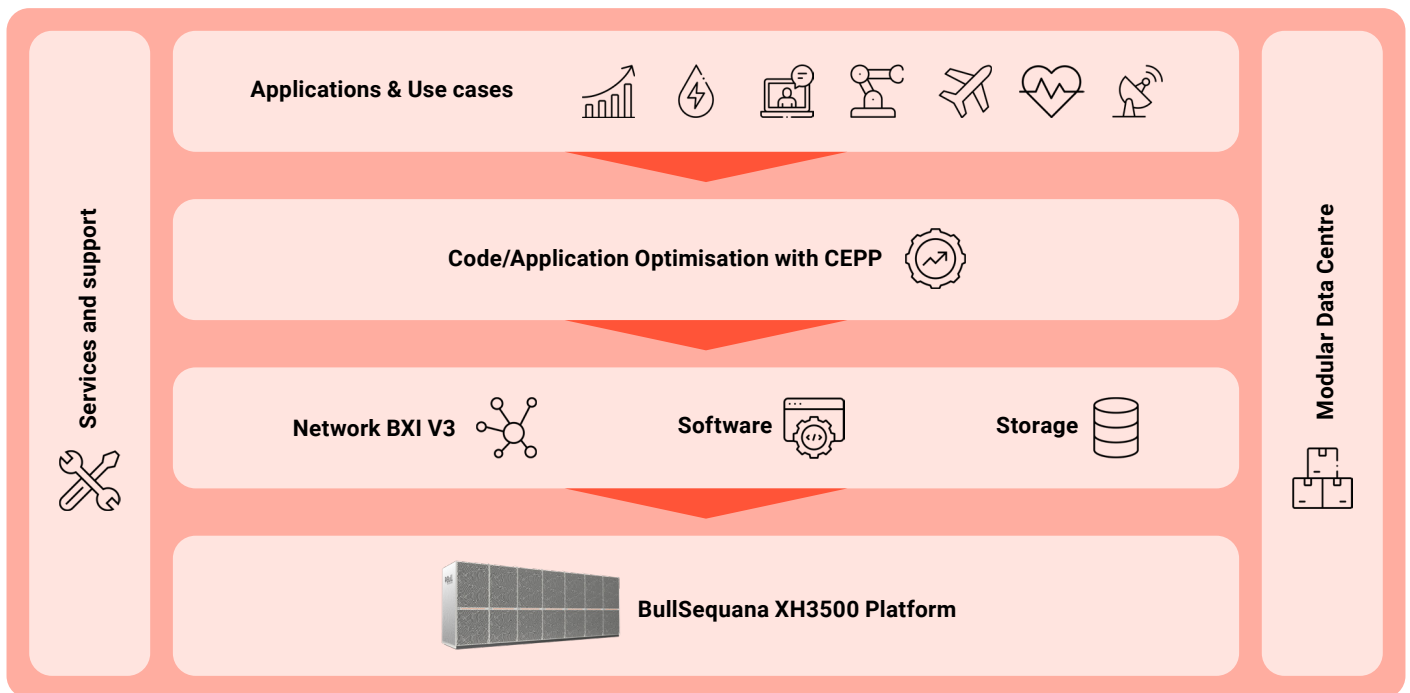 Services and support
Applications & Use cases
Code/Application Optimisation with CEPP
Network BXI V3
Software
Storage
BullSequana XH3500 Platform
Modular Data Centre